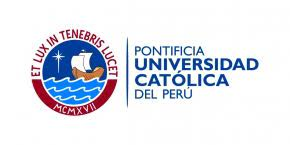 ET LUX IN TENEBRIS LUCET
MCMXVII
PONTIFICIA
UNIVERSIDAD
CATÓLICA
DEL PERÚ